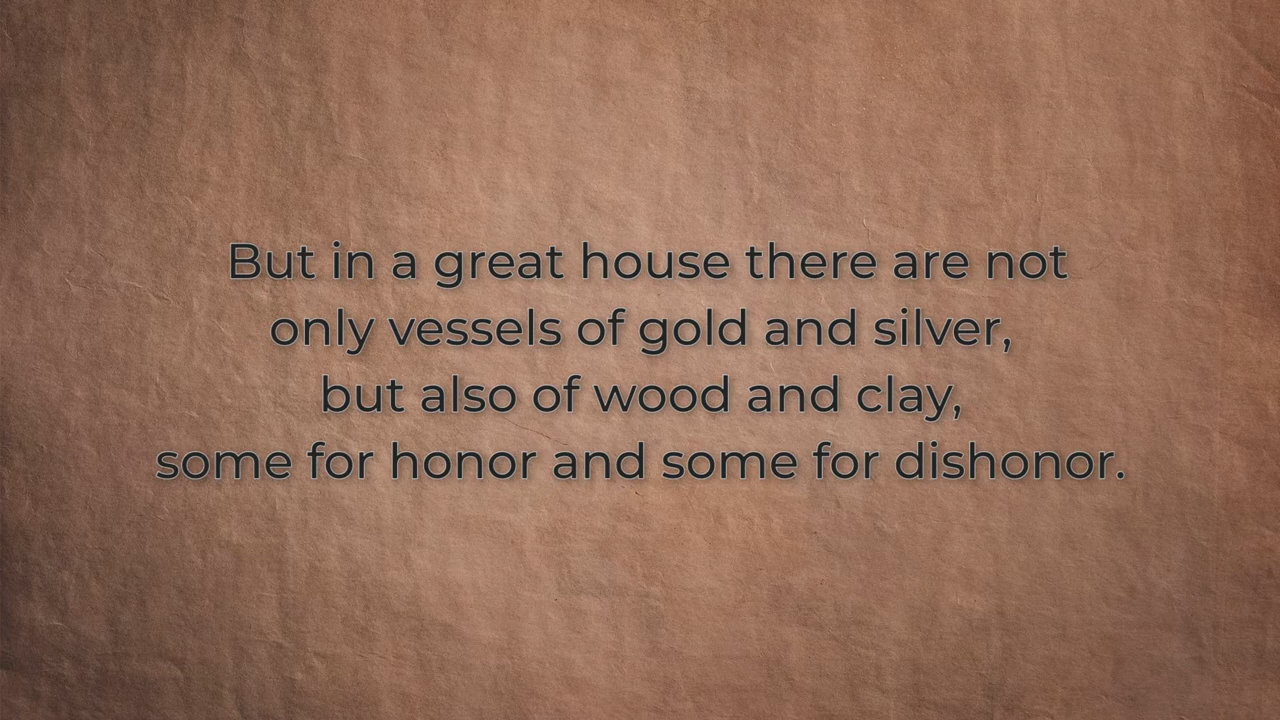 But in a great house there are not
only vessels of gold and silver,
but also of wood and clay,
some for honor and some for dishonor.